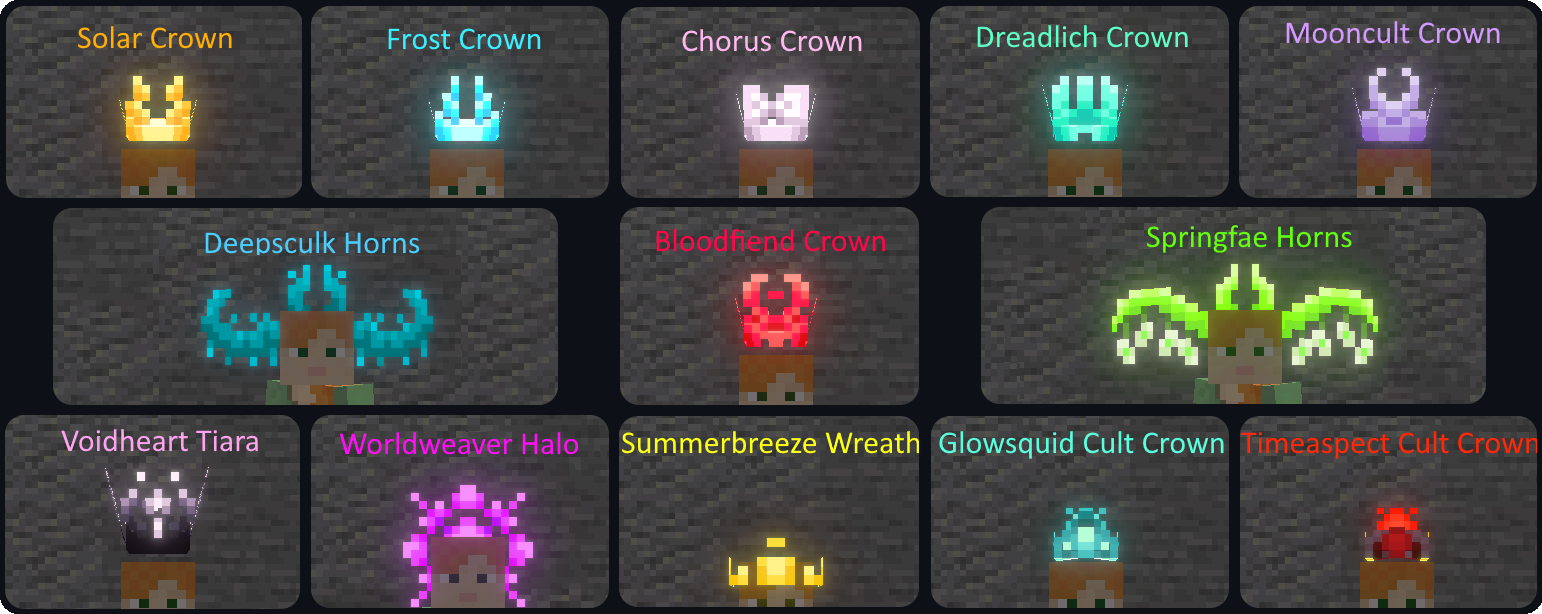 Solar Crown
Frost Crown
Chorus Crown
Dreadlich Crown
Mooncult Crown
Deepsculk Horns
Bloodfiend Crown
Springfae Horns
Voidheart Tiara
Worldweaver Halo
Summerbreeze Wreath
Glowsquid Cult Crown
Timeaspect Cult Crown